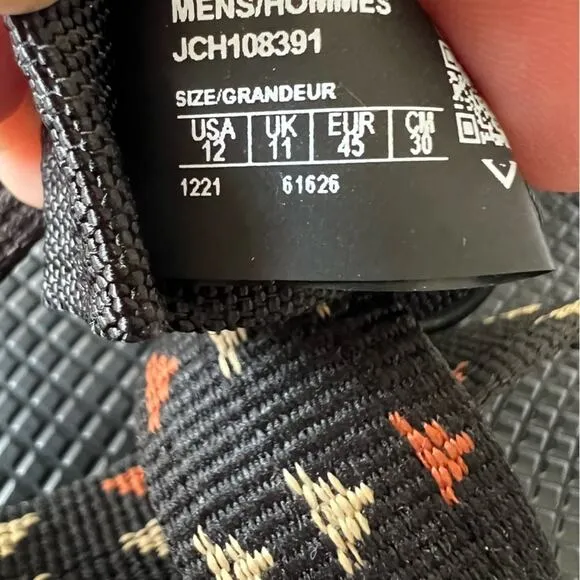 MENS/HOMMES
JCH108391
SIZE/GRANDEUR
USA UK EUR CM
12 11 45 30
1221 61626